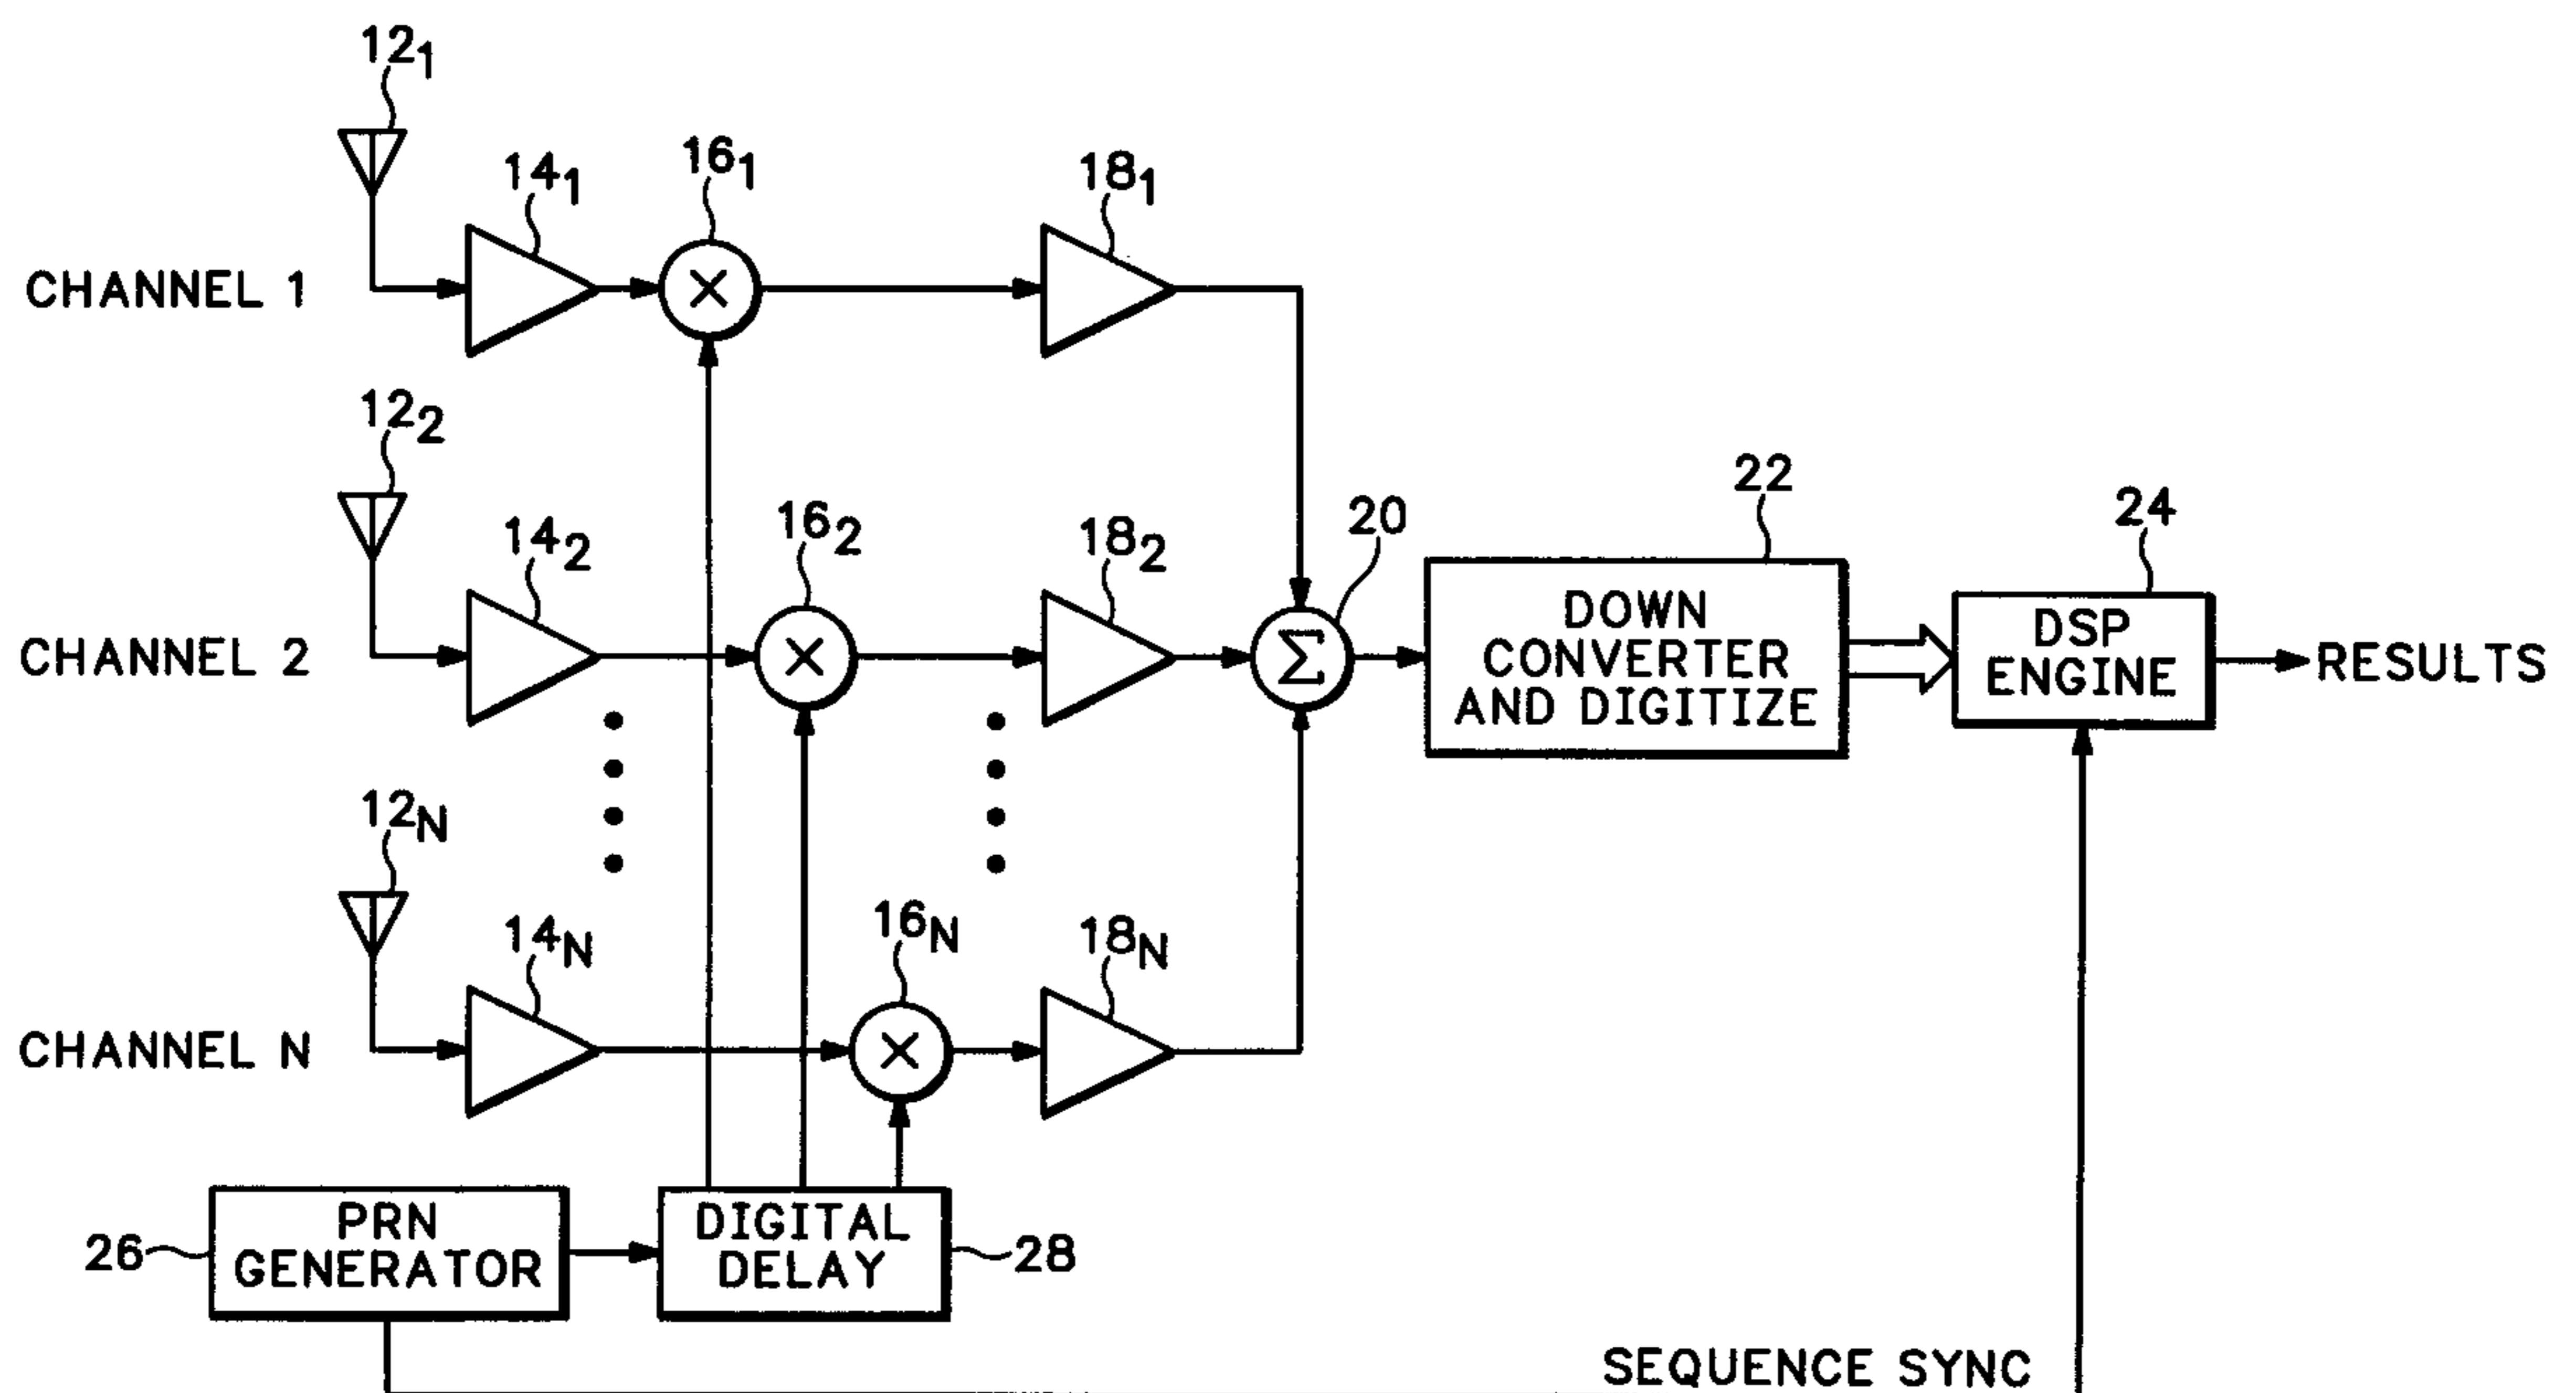 12₁
14₁
16₁
18₁
CHANNEL 1
12₂
14₂
16₂
18₂
20
22
24
CHANNEL 2
×
×
Σ
DOWN
CONVERTER
AND DIGITIZE
DSP
ENGINE
RESULTS
12N
14N
16N
18N
CHANNEL N
×
26
PRN
GENERATOR
DIGITAL
DELAY
28
SEQUENCE SYNC